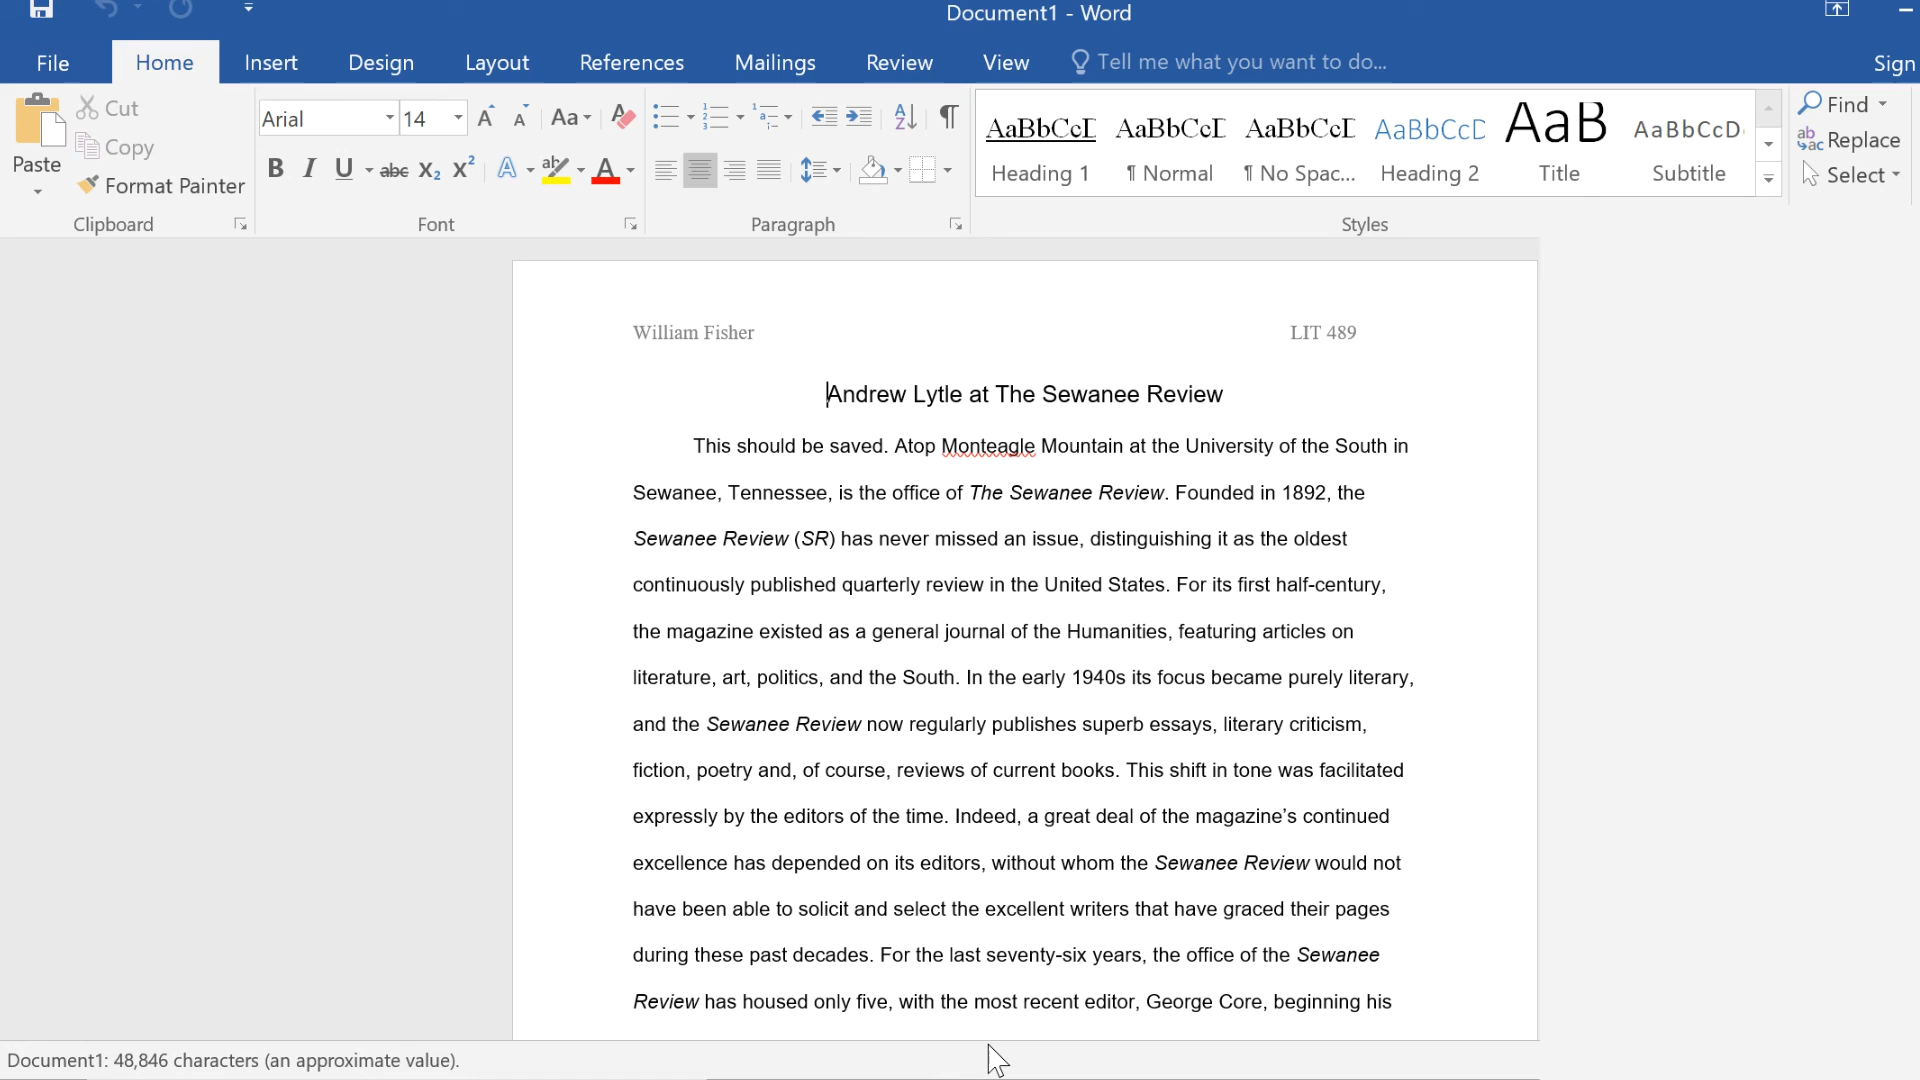 Document1 - Word
File Home Insert Design Layout References Mailings Review View Tell me what you want to do... Sign
Paste Cut Copy Format Painter Clipboard
Arial 14 Aa
B I U abc X₂ X² A ab A
Font
Paragraph
AaBbCcI AaBbCcI AaBbCcI AaBbCcD AaB AaBbCcD
Heading 1 ¶ Normal ¶ No Spac... Heading 2 Title Subtitle
Styles
Find
Replace
Select
William Fisher LIT 489
Andrew Lytle at The Sewanee Review
This should be saved. Atop Monteagle Mountain at the University of the South in
Sewanee, Tennessee, is the office of The Sewanee Review. Founded in 1892, the
Sewanee Review (SR) has never missed an issue, distinguishing it as the oldest
continuously published quarterly review in the United States. For its first half-century,
the magazine existed as a general journal of the Humanities, featuring articles on
literature, art, politics, and the South. In the early 1940s its focus became purely literary,
and the Sewanee Review now regularly publishes superb essays, literary criticism,
fiction, poetry and, of course, reviews of current books. This shift in tone was facilitated
expressly by the editors of the time. Indeed, a great deal of the magazine’s continued
excellence has depended on its editors, without whom the Sewanee Review would not
have been able to solicit and select the excellent writers that have graced their pages
during these past decades. For the last seventy-six years, the office of the Sewanee
Review has housed only five, with the most recent editor, George Core, beginning his
Document1: 48,846 characters (an approximate value).